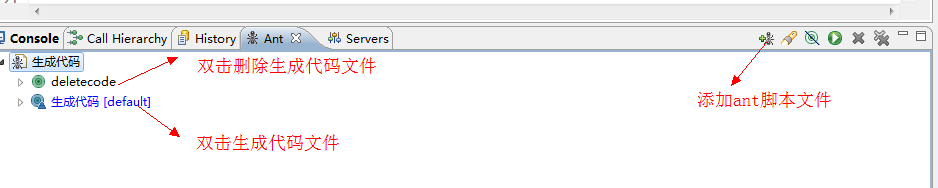 Console Call Hierarchy History Ant Servers
生成代码
双击删除生成代码文件
deletecode
生成代码 [default]
添加ant脚本文件
双击生成代码文件